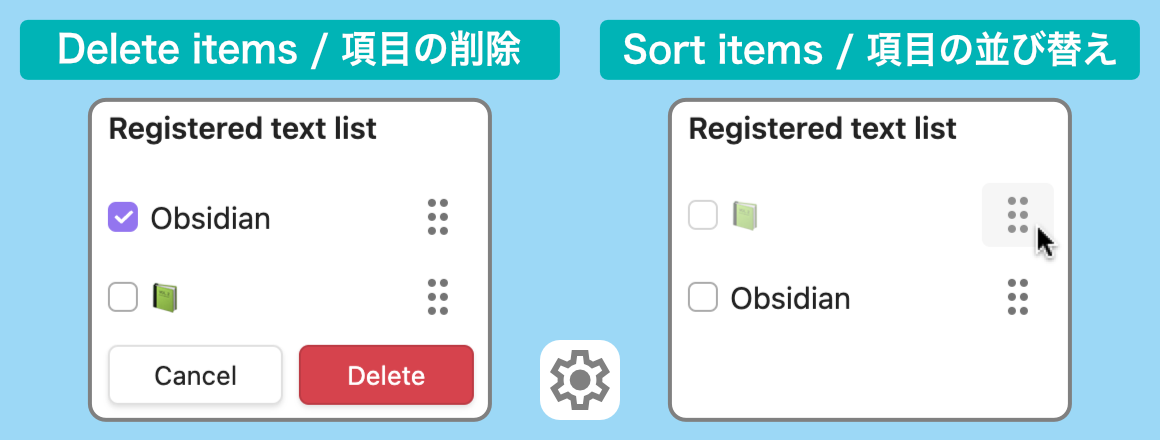 Delete items / 項目の削除
Registered text list
Obsidian
Cancel
Delete
Sort items / 項目の並び替え
Registered text list
Obsidian